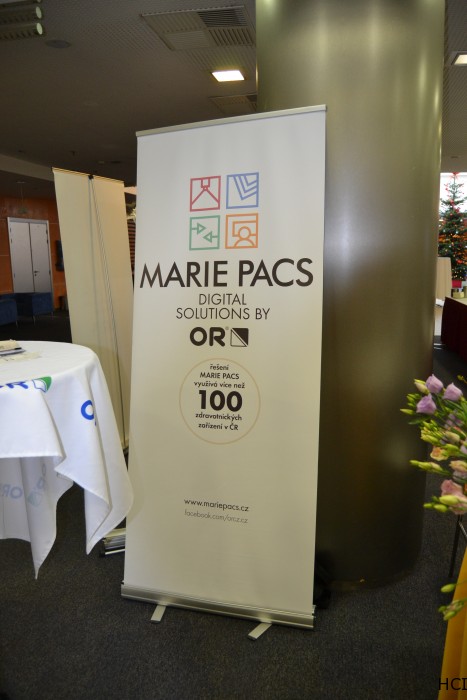 MARIE PACS
DIGITAL
SOLUTIONS BY
OR®
řešení
MARIE PACS
využívá více než
100
zdravotnických
zařízení v ČR
www.mariepacs.cz
facebook.com/orcz.cz
HCI